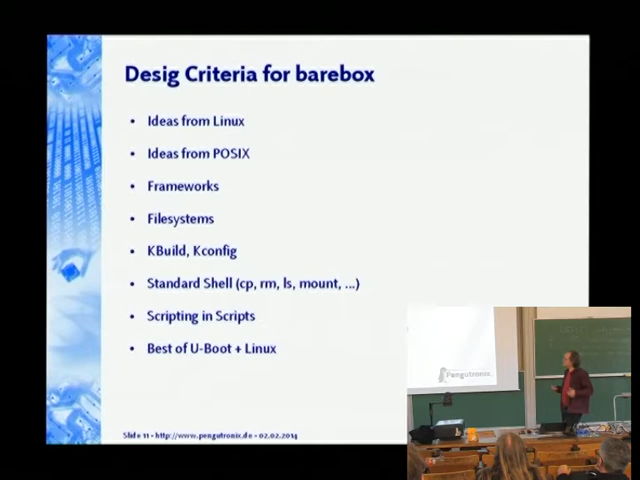 Desig Criteria for barebox
• Ideas from Linux
• Ideas from POSIX
• Frameworks
• Filesystems
• KBuild, Kconfig
• Standard Shell (cp, rm, ls, mount, ...)
• Scripting in Scripts
• Best of U-Boot + Linux
Slide 11 - http://www.pengutronix.de - 02.02.2014
Pengutronix